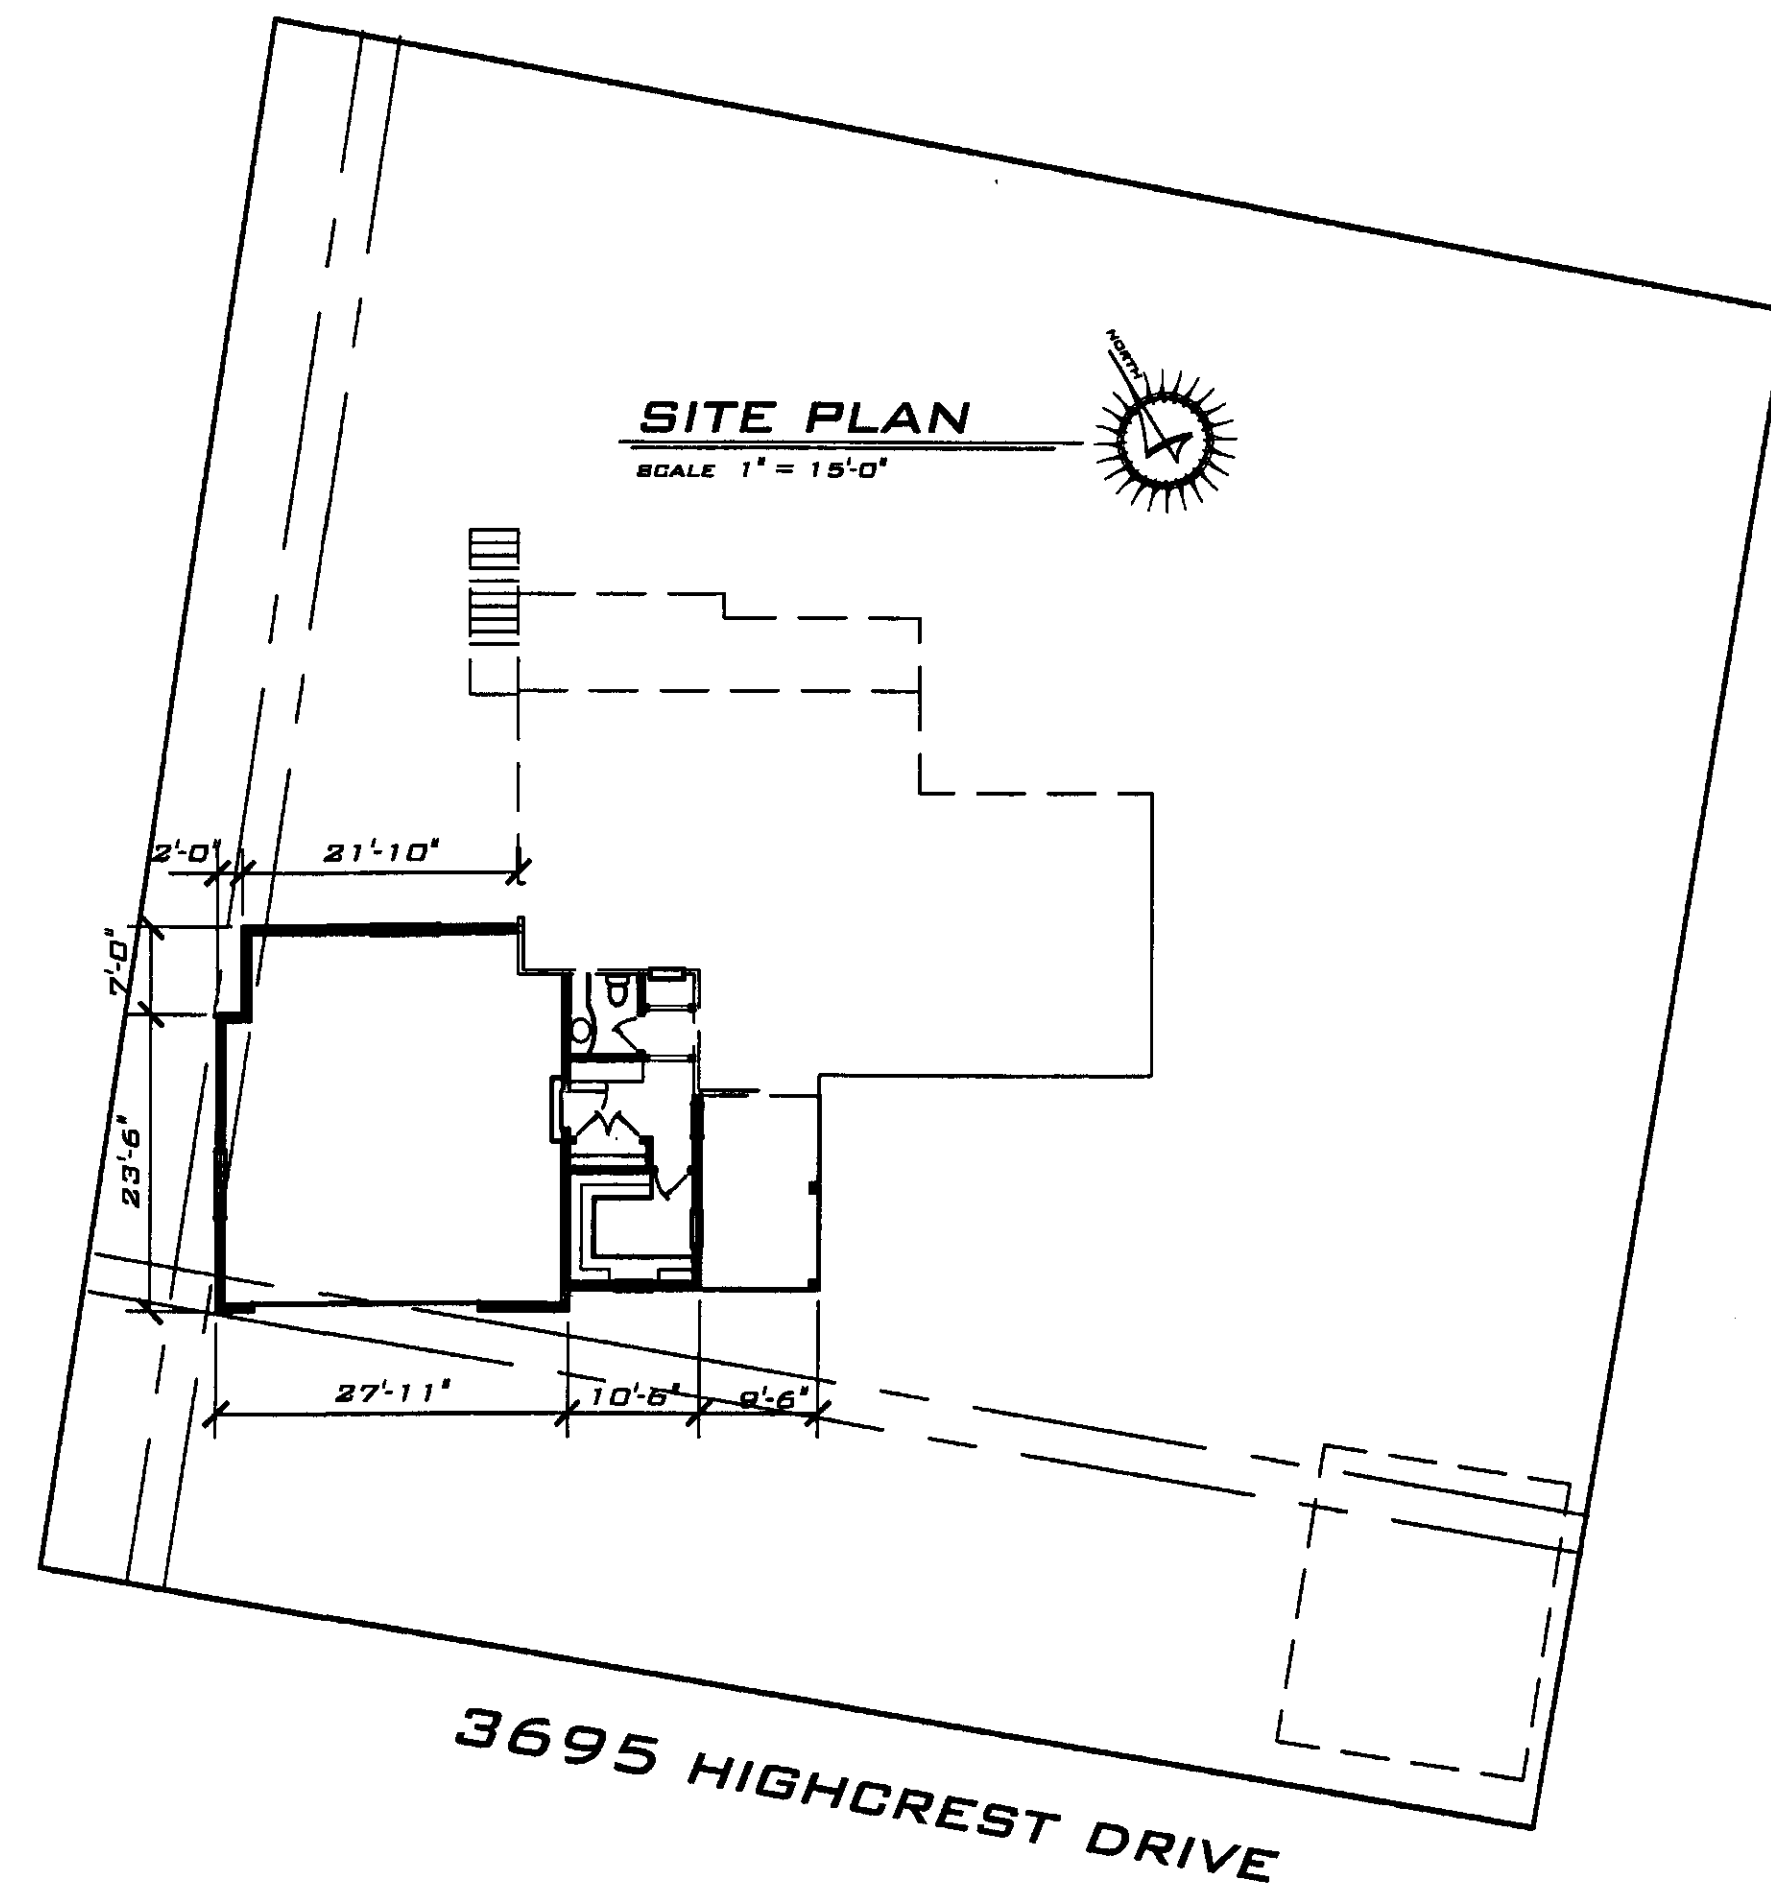 NORTH
SITE PLAN
SCALE 1" = 15'-0"
2'-0" 21'-10"
7'-0"
23'-6"
27'-11" 10'-6" 9'-6"
3695 HIGHCREST DRIVE